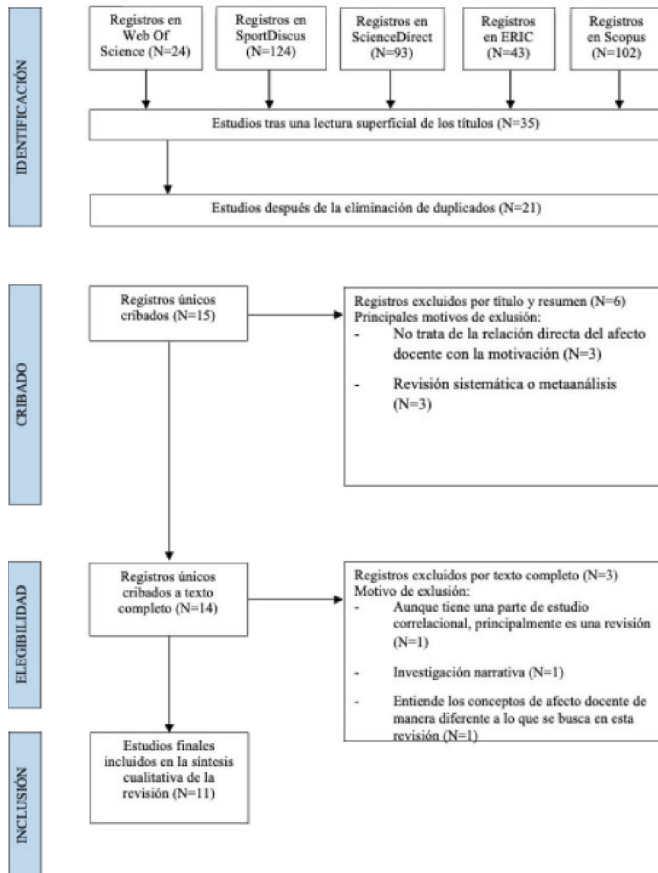 IDENTIFICACIÓN
Registros en
Web Of
Science (N=24)
Registros en
SportDiscus
(N=124)
Registros en
ScienceDirect
(N=93)
Registros
en ERIC
(N=43)
Registros
en Scopus
(N=102)
Estudios tras una lectura superficial de los títulos (N=35)
Estudios después de la eliminación de duplicados (N=21)
CRIBADO
Registros únicos
cribados (N=15)
Registros excluidos por título y resumen (N=6)
Principales motivos de exlusión:
- No trata de la relación directa del afecto
docente con la motivación (N=3)
- Revisión sistemática o metaanálisis
(N=3)
ELEGIBILIDAD
Registros únicos
cribados a texto
completo (N=14)
Registros excluidos por texto completo (N=3)
Motivo de exlusión:
- Aunque tiene una parte de estudio
correlacional, principalmente es una revisión
(N=1)
- Investigación narrativa (N=1)
- Entiende los conceptos de afecto docente de
manera diferente a lo que se busca en esta
revisión (N=1)
INCLUSIÓN
Estudios finales
incluidos en la síntesis
cualitativa de la
revisión (N=11)